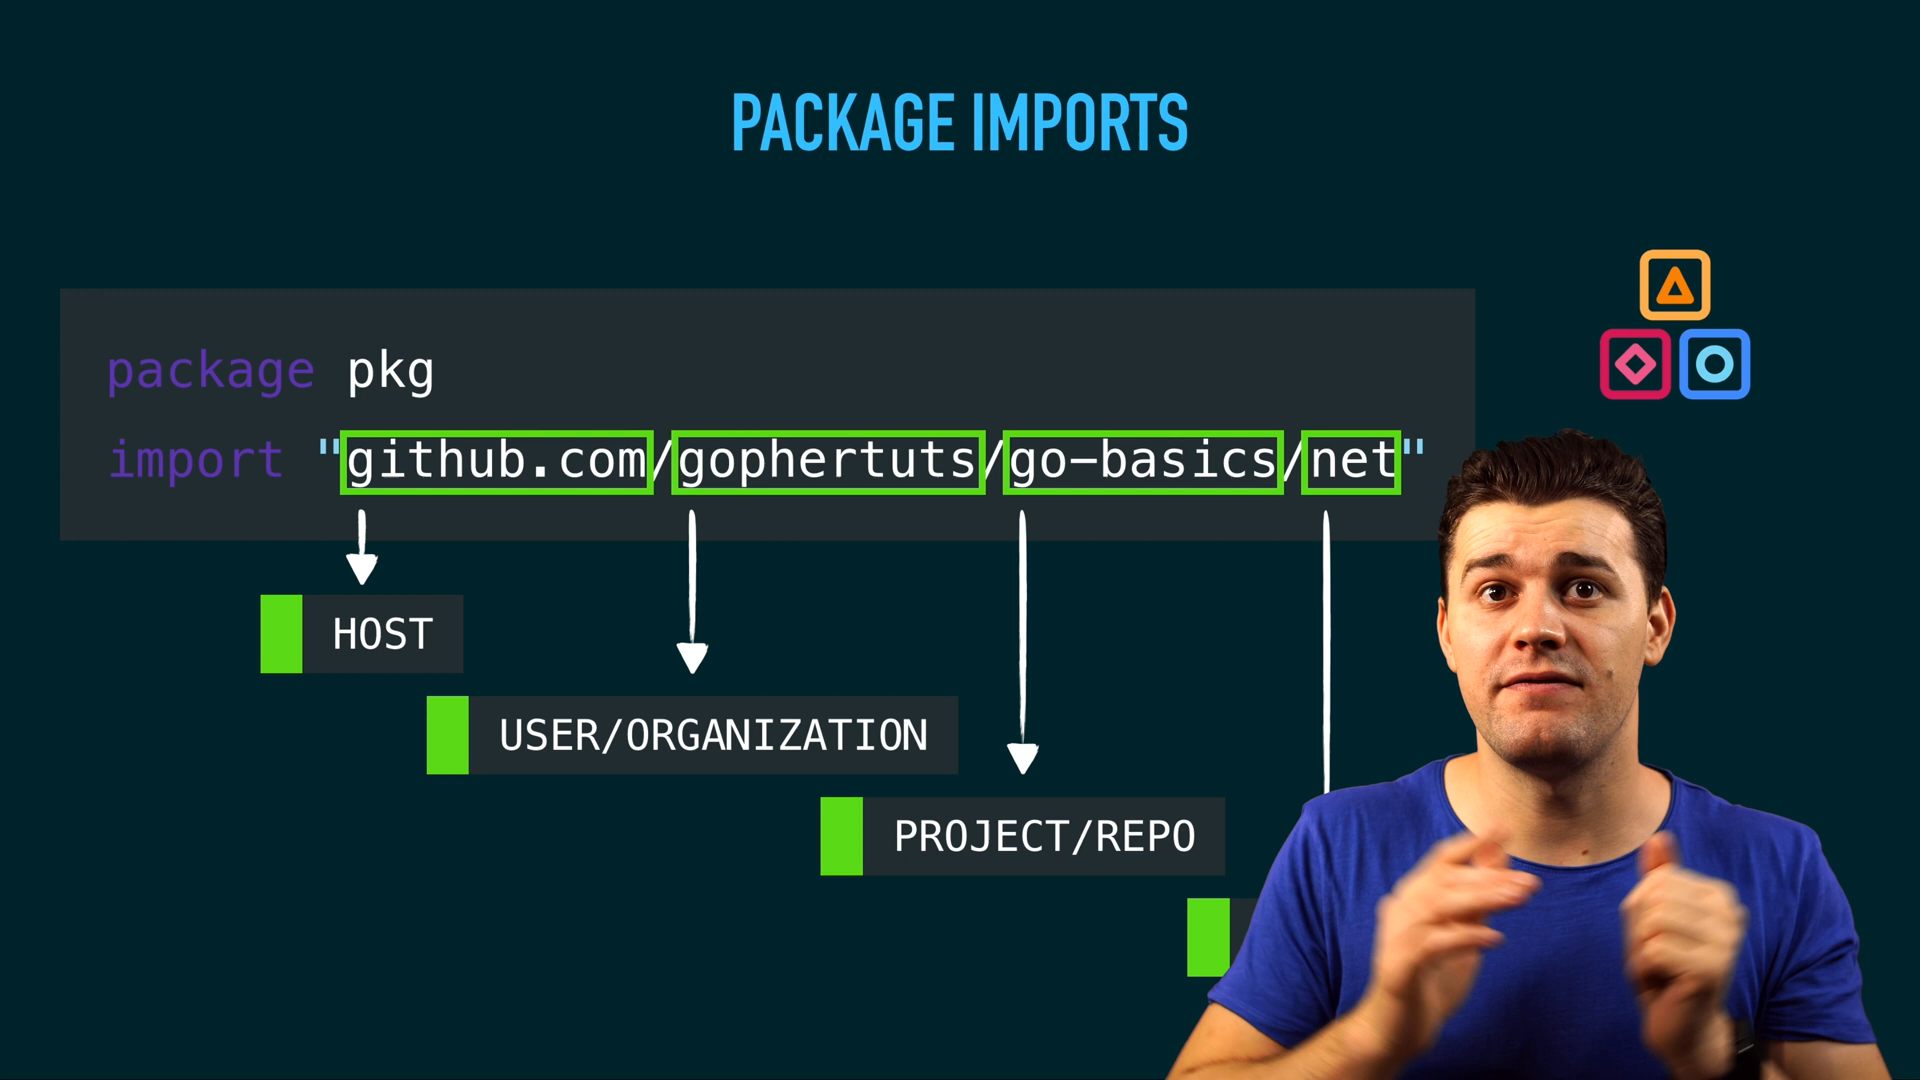 PACKAGE IMPORTS
package pkg
import "github.com/gophertuts/go-basics/net"
HOST
USER/ORGANIZATION
PROJECT/REPO